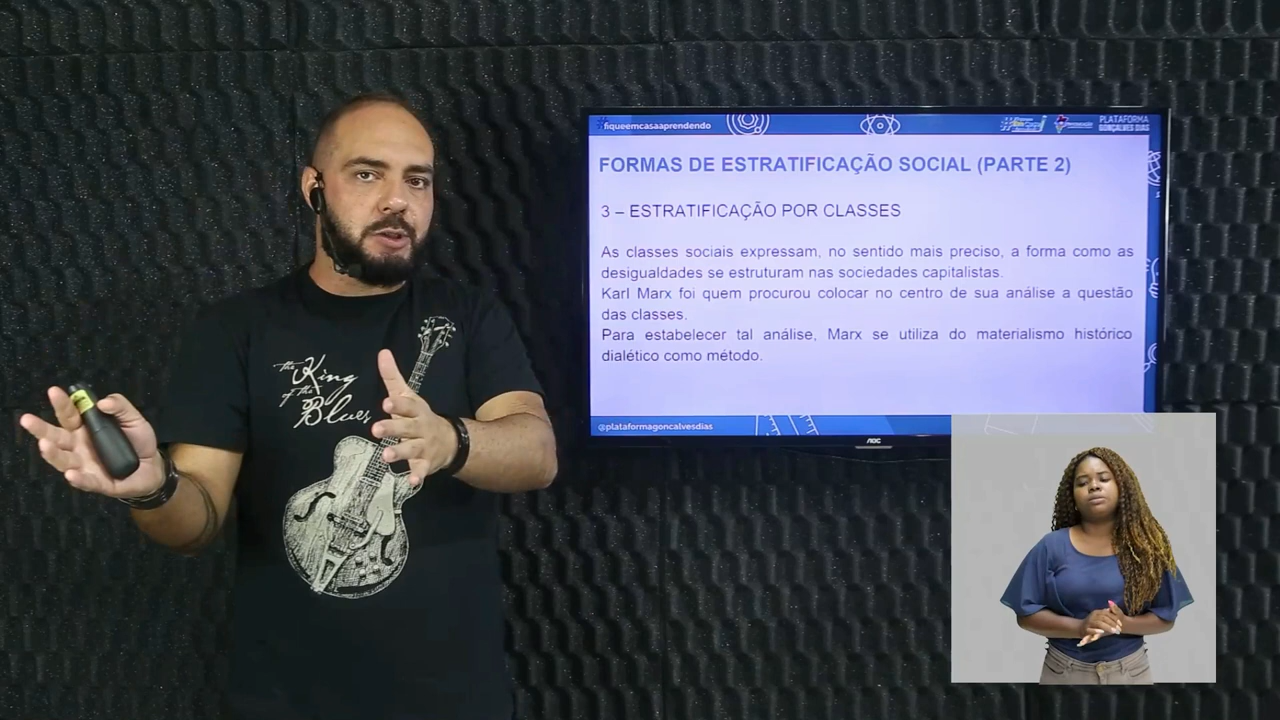 #fiqueemcasaaprendendo
PLATAFORMA
GONÇALVES DIAS
FORMAS DE ESTRATIFICAÇÃO SOCIAL (PARTE 2)
3 – ESTRATIFICAÇÃO POR CLASSES
As classes sociais expressam, no sentido mais preciso, a forma como as
desigualdades se estruturam nas sociedades capitalistas.
Karl Marx foi quem procurou colocar no centro de sua análise a questão
das classes.
Para estabelecer tal análise, Marx se utiliza do materialismo histórico
dialético como método.
@plataformagoncalvesdias
AOC
the King
of the
Blues